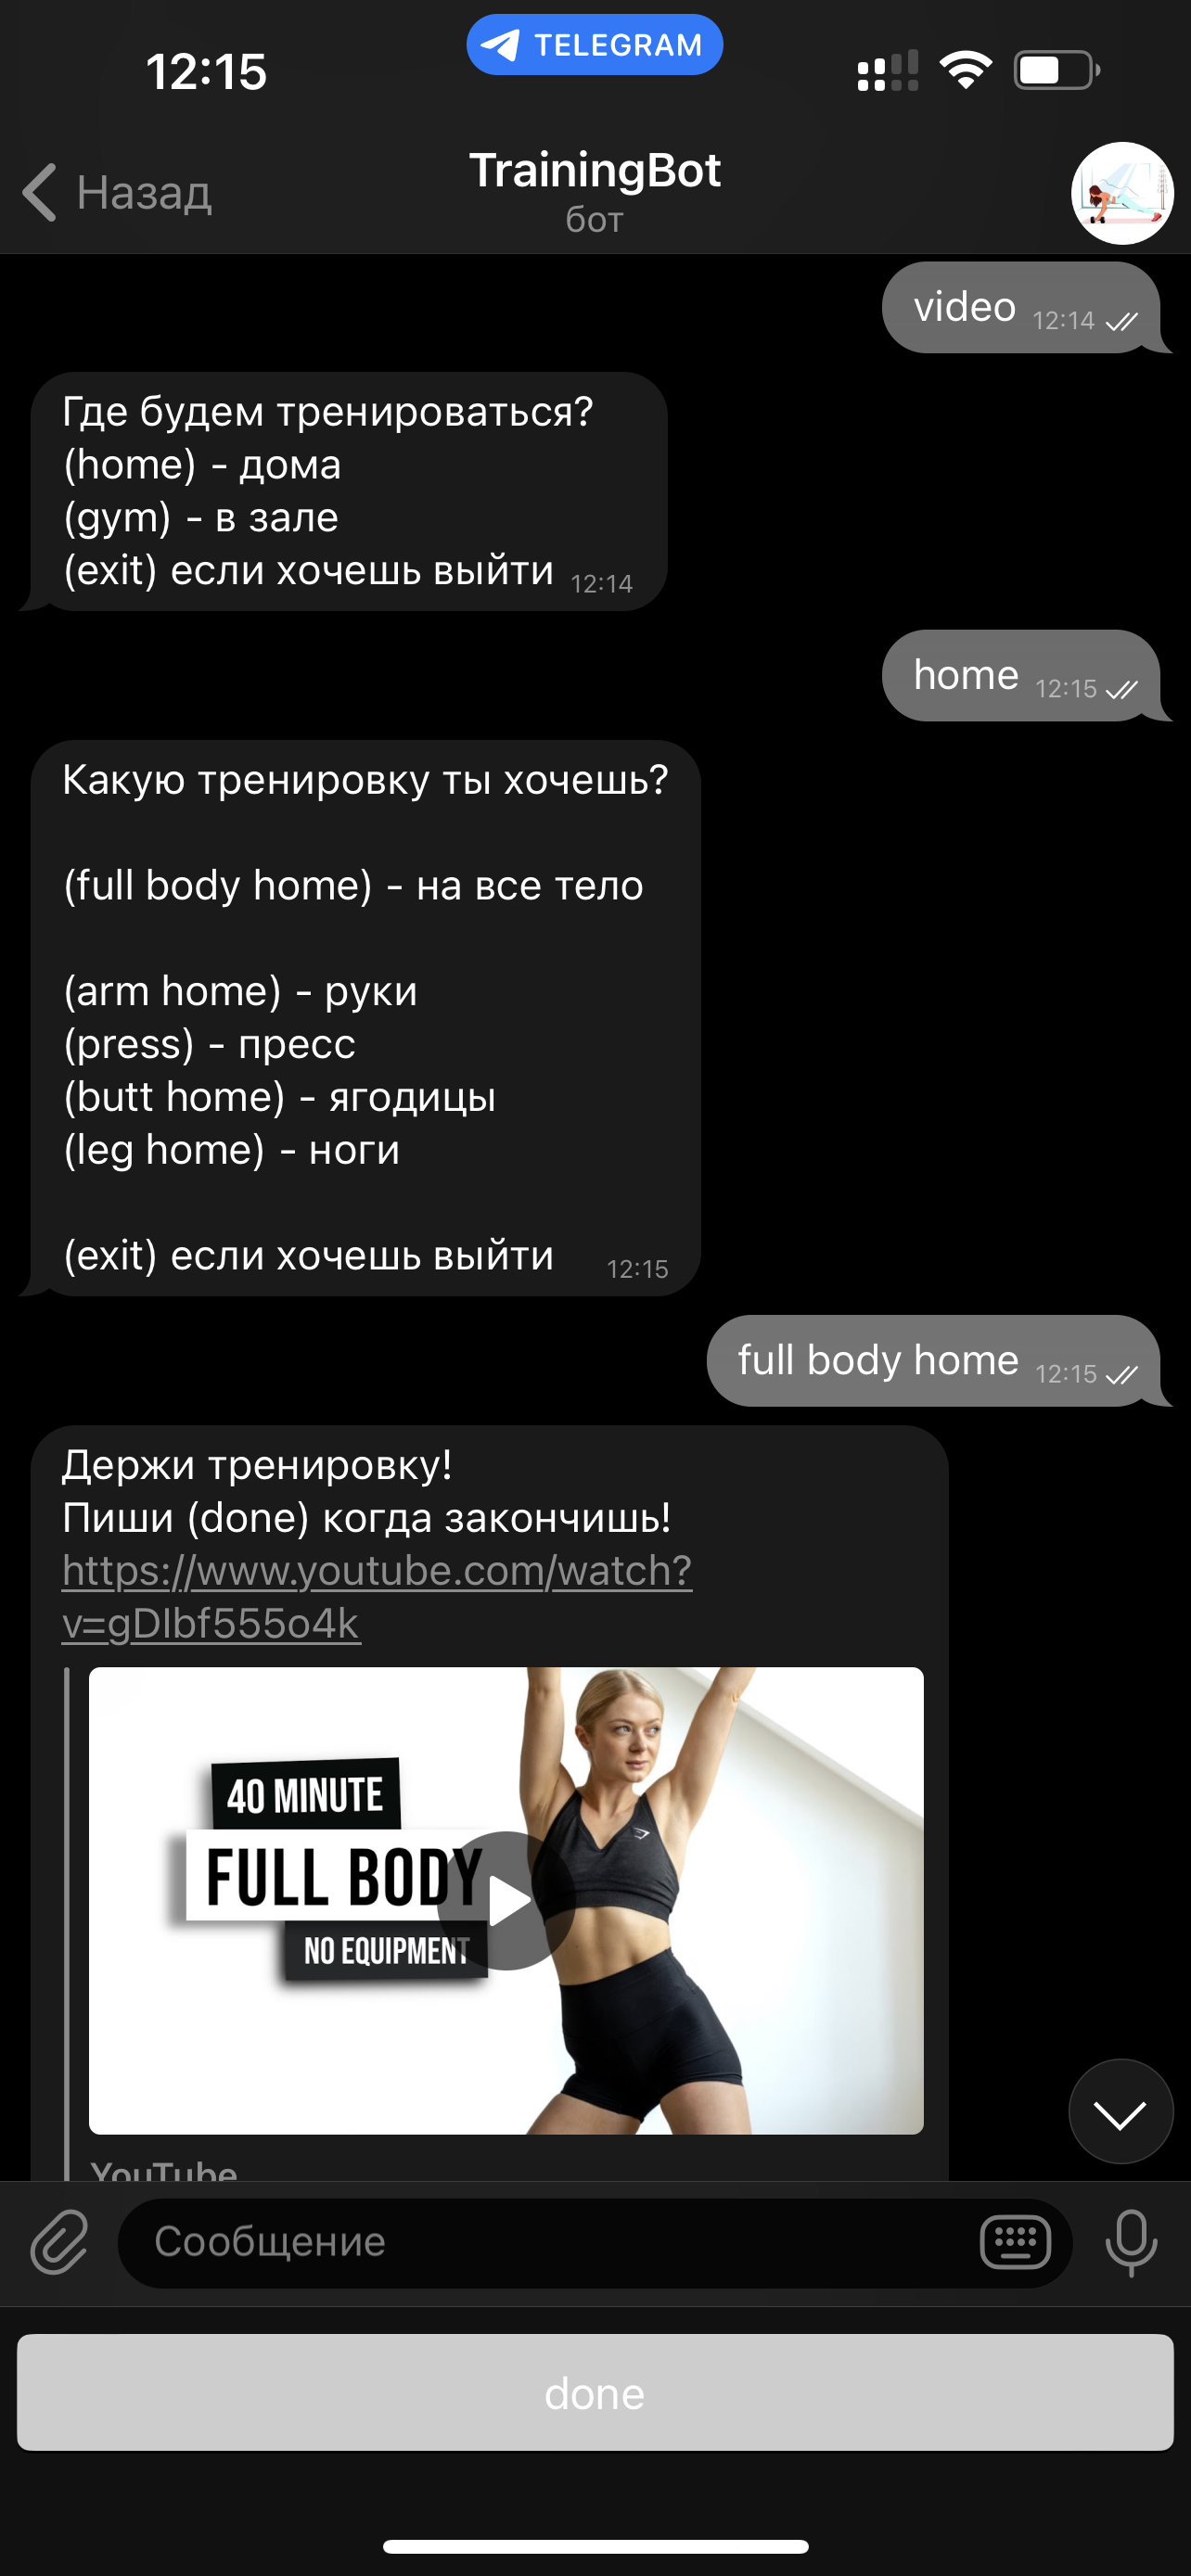 12:15
TELEGRAM
Назад
TrainingBot
бот
video 12:14
Где будем тренироваться?
(home) - дома
(gym) - в зале
(exit) если хочешь выйти 12:14
home 12:15
Какую тренировку ты хочешь?
(full body home) - на все тело
(arm home) - руки
(press) - пресс
(butt home) - ягодицы
(leg home) - ноги
(exit) если хочешь выйти 12:15
full body home 12:15
Держи тренировку!
Пиши (done) когда закончишь!
https://www.youtube.com/watch?
v=gDIbf555o4k
40 MINUTE
FULL BODY
NO EQUIPMENT
YouTube
Сообщение
done